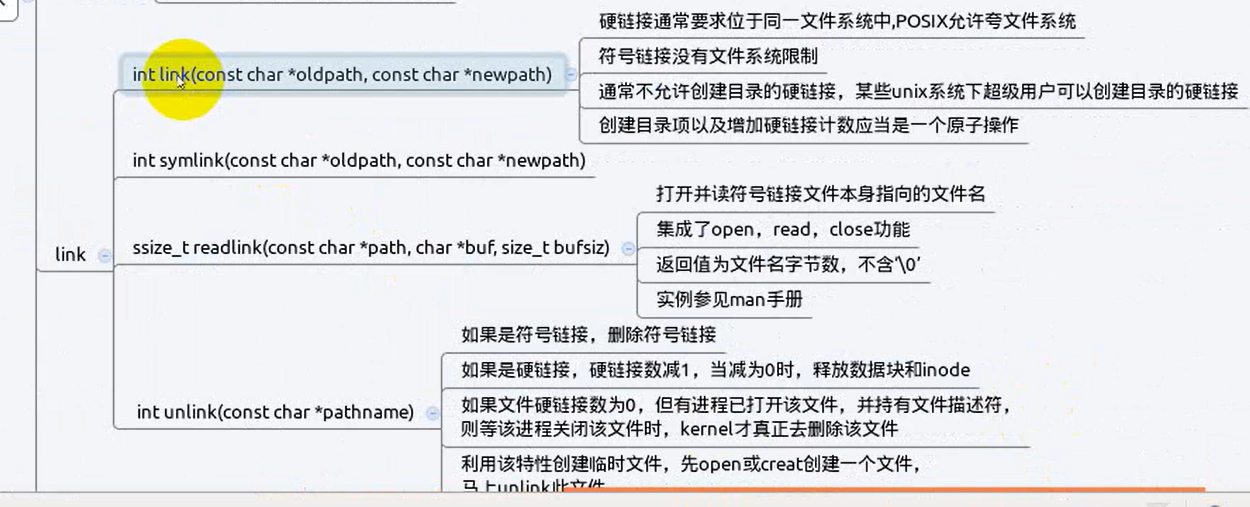 硬链接通常要求位于同一文件系统中,POSIX允许夸文件系统
符号链接没有文件系统限制
int link(const char *oldpath, const char *newpath)
通常不允许创建目录的硬链接，某些unix系统下超级用户可以创建目录的硬链接
创建目录项以及增加硬链接计数应当是一个原子操作
int symlink(const char *oldpath, const char *newpath)
打开并读符号链接文件本身指向的文件名
集成了open，read，close功能
link
ssize_t readlink(const char *path, char *buf, size_t bufsiz)
返回值为文件名字节数，不含'\0'
实例参见man手册
如果是符号链接，删除符号链接
如果是硬链接，硬链接数减1，当减为0时，释放数据块和inode
int unlink(const char *pathname)
如果文件硬链接数为0，但有进程已打开该文件，并持有文件描述符，
则等该进程关闭该文件时，kernel才真正去删除该文件
利用该特性创建临时文件，先open或creat创建一个文件，
马上unlink此文件